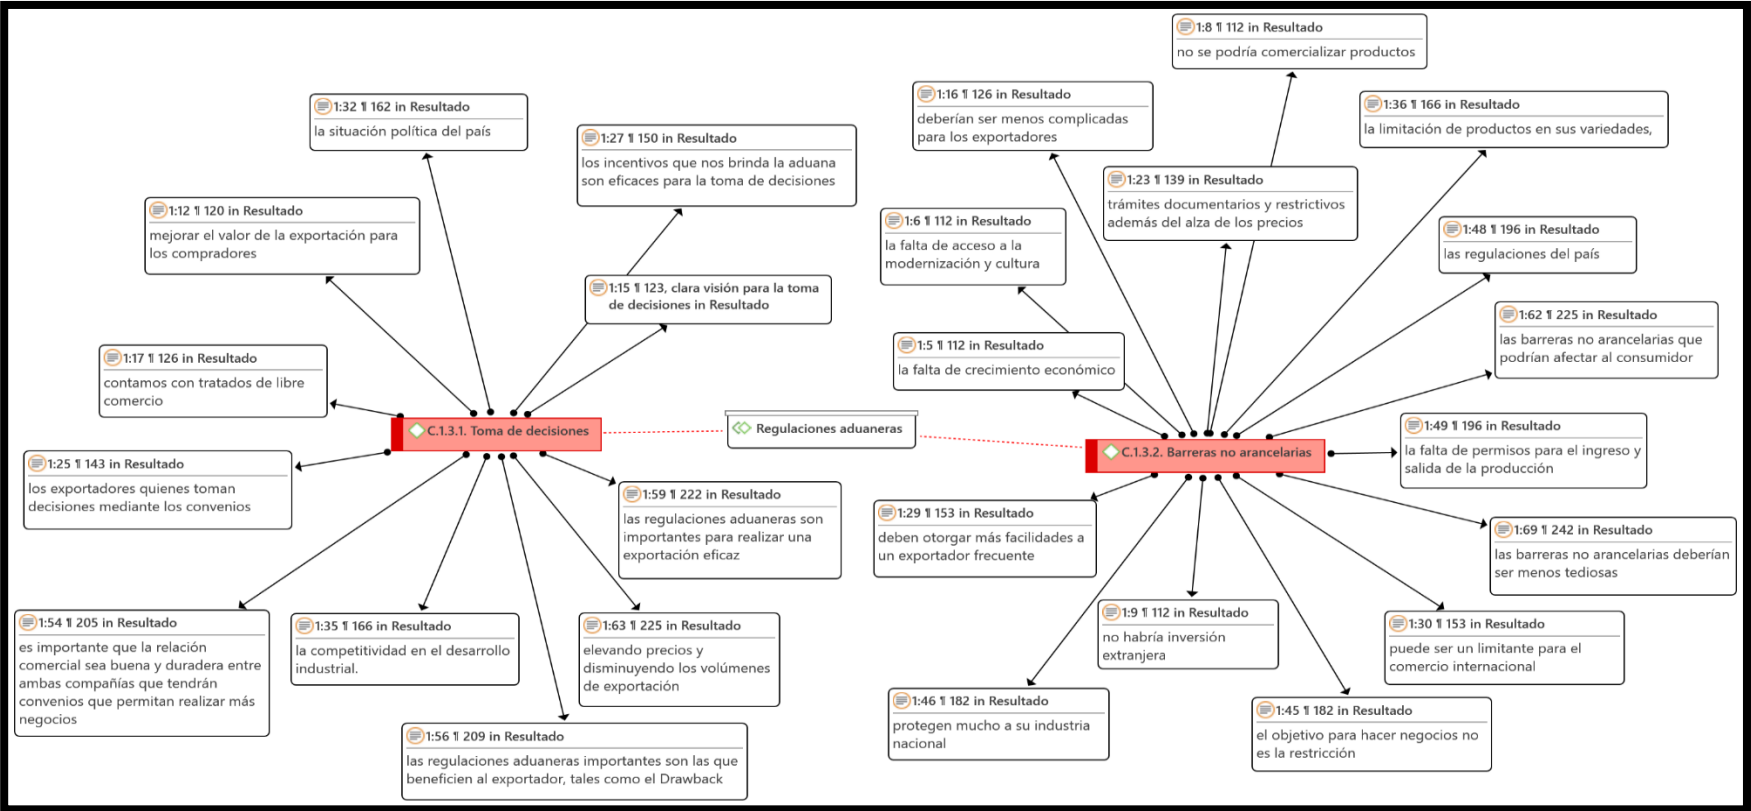 1:8 ¶ 112 in Resultado
no se podría comercializar productos
1:32 ¶ 162 in Resultado
la situación política del país
1:16 ¶ 126 in Resultado
deberían ser menos complicadas
para los exportadores
1:36 ¶ 166 in Resultado
la limitación de productos en sus variedades,
1:27 ¶ 150 in Resultado
los incentivos que nos brinda la aduana
son eficaces para la toma de decisiones
1:23 ¶ 139 in Resultado
trámites documentarios y restrictivos
además del alza de los precios
1:12 ¶ 120 in Resultado
mejorar el valor de la exportación para
los compradores
1:6 ¶ 112 in Resultado
la falta de acceso a la
modernización y cultura
1:48 ¶ 196 in Resultado
las regulaciones del país
1:15 ¶ 123, clara visión para la toma
de decisiones in Resultado
1:62 ¶ 225 in Resultado
las barreras no arancelarias que
podrían afectar al consumidor
1:17 ¶ 126 in Resultado
contamos con tratados de libre
comercio
1:5 ¶ 112 in Resultado
la falta de crecimiento económico
C.1.3.1. Toma de decisiones
Regulaciones aduaneras
C.1.3.2. Barreras no arancelarias
1:49 ¶ 196 in Resultado
la falta de permisos para el ingreso y
salida de la producción
1:25 ¶ 143 in Resultado
los exportadores quienes toman
decisiones mediante los convenios
1:59 ¶ 222 in Resultado
las regulaciones aduaneras son
importantes para realizar una
exportación eficaz
1:29 ¶ 153 in Resultado
deben otorgar más facilidades a
un exportador frecuente
1:69 ¶ 242 in Resultado
las barreras no arancelarias deberían
ser menos tediosas
1:54 ¶ 205 in Resultado
es importante que la relación
comercial sea buena y duradera entre
ambas compañías que tendrán
convenios que permitan realizar más
negocios
1:35 ¶ 166 in Resultado
la competitividad en el desarrollo
industrial.
1:63 ¶ 225 in Resultado
elevando precios y
disminuyendo los volúmenes
de exportación
1:9 ¶ 112 in Resultado
no habría inversión
extranjera
1:30 ¶ 153 in Resultado
puede ser un limitante para el
comercio internacional
1:46 ¶ 182 in Resultado
protegen mucho a su industria
nacional
1:45 ¶ 182 in Resultado
el objetivo para hacer negocios no
es la restricción
1:56 ¶ 209 in Resultado
las regulaciones aduaneras importantes son las que
beneficien al exportador, tales como el Drawback